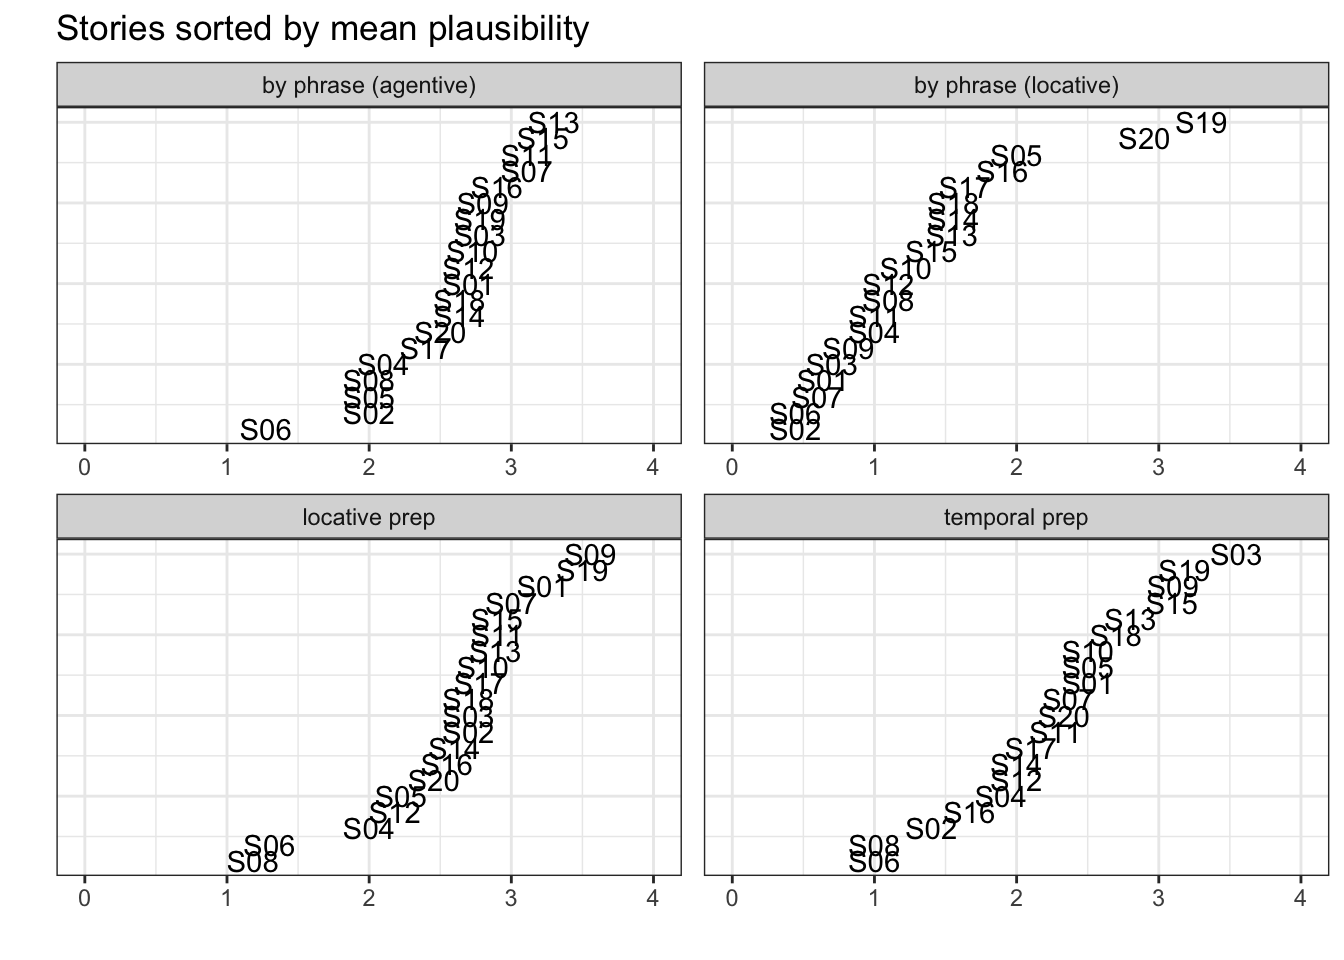 Stories sorted by mean plausibility
by phrase (agentive)
S13
S15
S11
S07
S16
S09
S19
S03
S10
S12
S01
S18
S14
S20
S17
S04
S08
S05
S02
S06
0 1 2 3 4
by phrase (locative)
S19
S20
S05
S16
S17
S18
S14
S13
S15
S10
S12
S08
S11
S04
S09
S03
S01
S07
S06
S02
0 1 2 3 4
locative prep
S09
S19
S01
S07
S15
S11
S13
S10
S17
S18
S03
S02
S14
S16
S20
S05
S12
S04
S06
S08
0 1 2 3 4
temporal prep
S03
S19
S09
S15
S13
S18
S10
S05
S01
S07
S20
S11
S17
S14
S12
S04
S16
S02
S08
S06
0 1 2 3 4